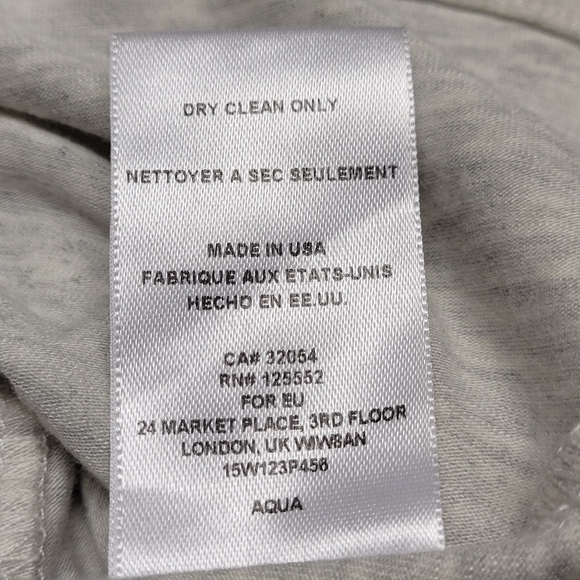 DRY CLEAN ONLY
NETTOYER A SEC SEULEMENT
MADE IN USA
FABRIQUE AUX ETATS-UNIS
HECHO EN EE.UU.
CA# 32054
RN# 125552
FOR EU
24 MARKET PLACE, 3RD FLOOR
LONDON, UK WIW8AN
15W123P456
AQUA